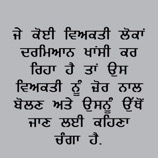 ਜੇ ਕੋਈ ਵਿਅਕਤੀ ਲੋਕਾਂ
ਦਰਮਿਆਨ ਖਾਂਸੀ ਕਰ
ਰਿਹਾ ਹੈ ਤਾਂ ਉਸ
ਵਿਅਕਤੀ ਨੂੰ ਜ਼ੋਰ ਨਾਲ
ਬੋਲਣ ਅਤੇ ਉਸਨੂੰ ਉੱਥੋਂ
ਜਾਣ ਲਈ ਕਹਿਣਾ
ਚੰਗਾ ਹੈ.